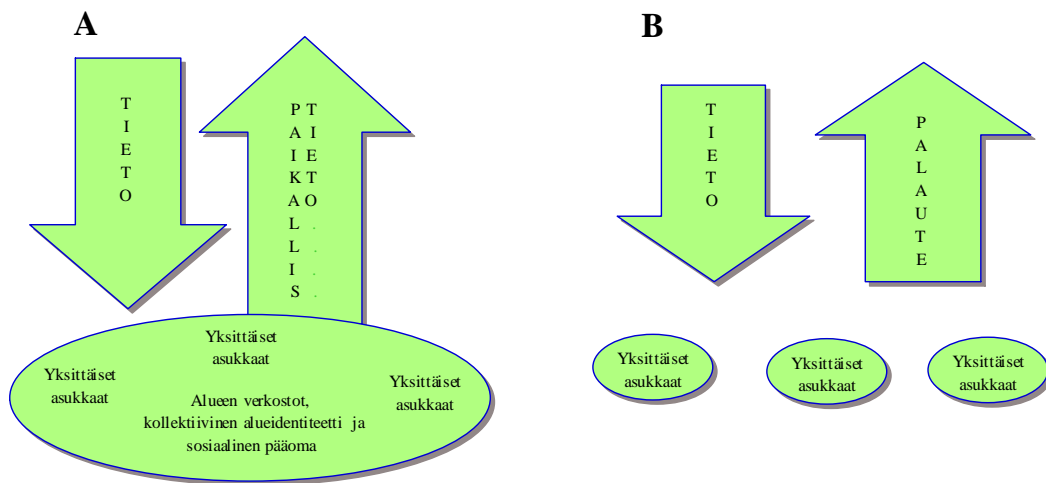 A
TIETO
PAIKALLIS
TIETO....
Yksittäiset
asukkaat
Yksittäiset
asukkaat
Yksittäiset
asukkaat
Alueen verkostot,
kollektiivinen alueidentiteetti ja
sosiaalinen pääoma
B
TIETO
PALAUTE
Yksittäiset
asukkaat
Yksittäiset
asukkaat
Yksittäiset
asukkaat